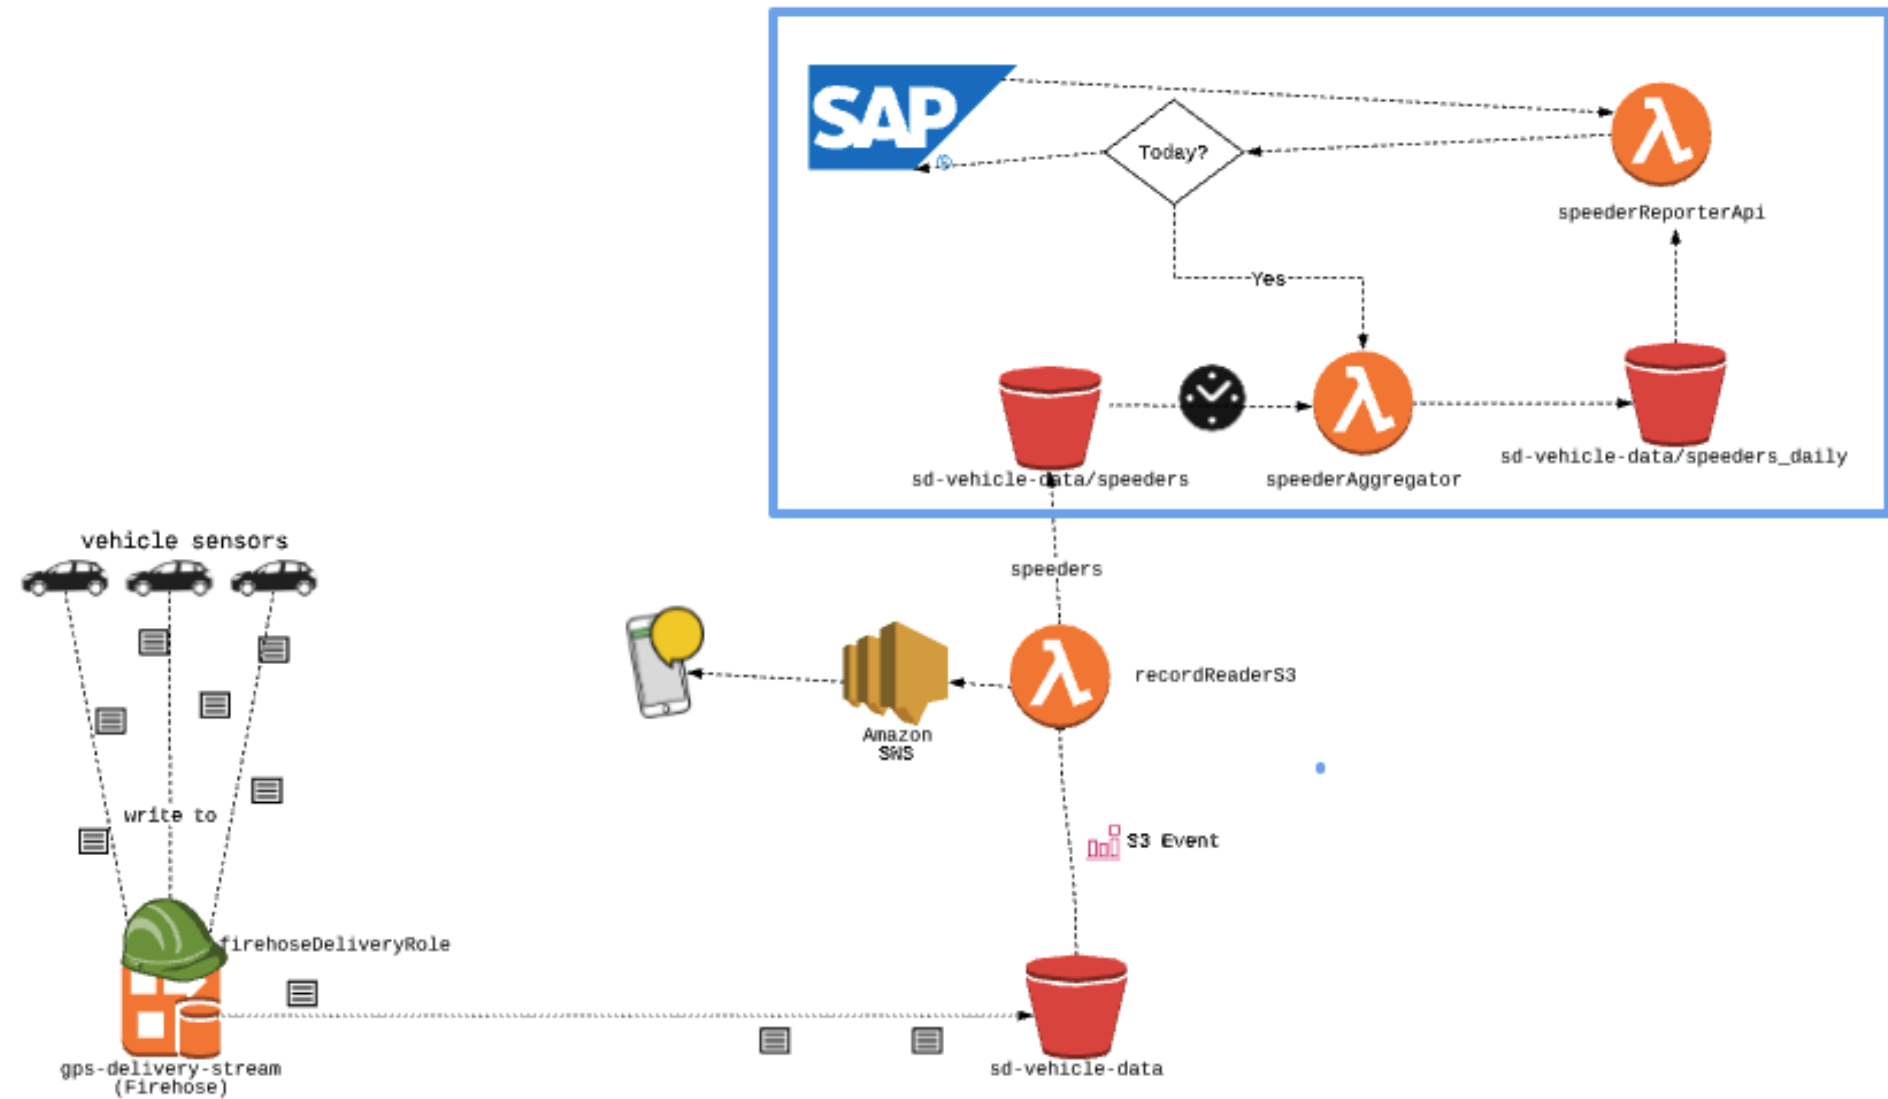 SAP
®
Today?
speederReporterApi
Yes
sd-vehicle-data/speeders
speederAggregator
sd-vehicle-data/speeders_daily
vehicle sensors
speeders
recordReaderS3
Amazon
SNS
write to
S3 Event
firehoseDeliveryRole
gps-delivery-stream
(Firehose)
sd-vehicle-data